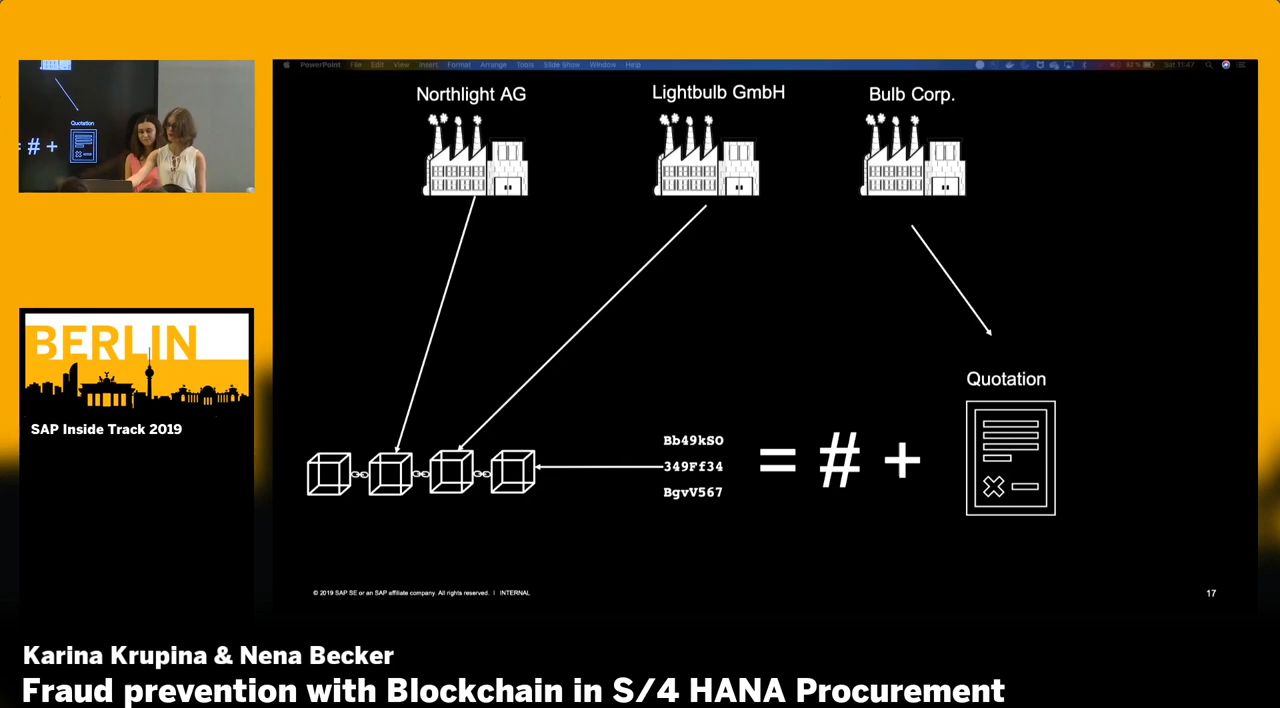 PowerPoint File Edit View Insert Format Arrange Tools Slide Show Window Help
Sat 11:47
Northlight AG
Lightbulb GmbH
Bulb Corp.
Quotation
# +
Quotation
Bb49kSO
349Ff34
BgvV567
= # +
BERLIN
SAP Inside Track 2019
© 2019 SAP SE or an SAP affiliate company. All rights reserved. | INTERNAL
17
Karina Krupina & Nena Becker
Fraud prevention with Blockchain in S/4 HANA Procurement